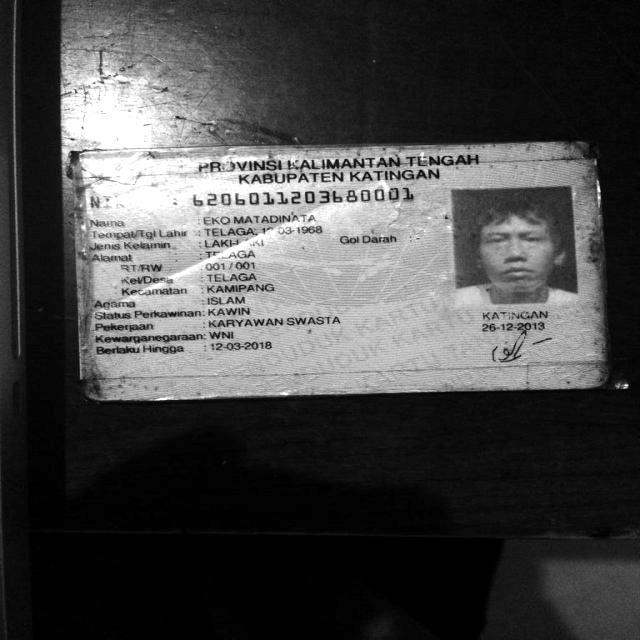 PROVINSI KALIMANTAN TENGAH
KABUPATEN KATINGAN
NIK : 6206011203680001
Nama : EKO MATADINATA
Tempat/Tgl Lahir : TELAGA, 12-03-1968
Jenis Kelamin : LAKI-LAKI Gol Darah
Alamat : TELAGA
RT/RW : 001 / 001
Kel/Desa : TELAGA
Kecamatan : KAMIPANG
Agama : ISLAM
Status Perkawinan: KAWIN
Pekerjaan : KARYAWAN SWASTA
Kewarganegaraan: WNI
Berlaku Hingga : 12-03-2018
KATINGAN
26-12-2013